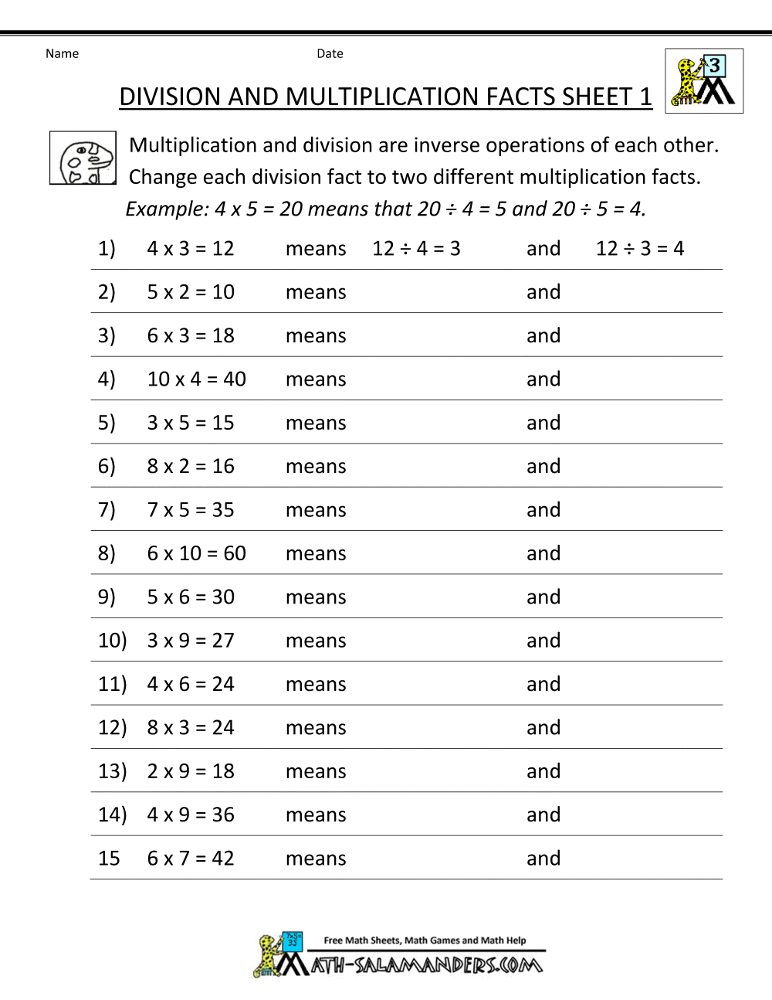 Name Date
3
DIVISION AND MULTIPLICATION FACTS SHEET 1
Multiplication and division are inverse operations of each other.
Change each division fact to two different multiplication facts.
Example: 4 x 5 = 20 means that 20 ÷ 4 = 5 and 20 ÷ 5 = 4.
1) 4 x 3 = 12 means 12 ÷ 4 = 3 and 12 ÷ 3 = 4
2) 5 x 2 = 10 means and
3) 6 x 3 = 18 means and
4) 10 x 4 = 40 means and
5) 3 x 5 = 15 means and
6) 8 x 2 = 16 means and
7) 7 x 5 = 35 means and
8) 6 x 10 = 60 means and
9) 5 x 6 = 30 means and
10) 3 x 9 = 27 means and
11) 4 x 6 = 24 means and
12) 8 x 3 = 24 means and
13) 2 x 9 = 18 means and
14) 4 x 9 = 36 means and
15 6 x 7 = 42 means and
7x5=
35
Free Math Sheets, Math Games and Math Help
MATH-SALAMANDERS.COM